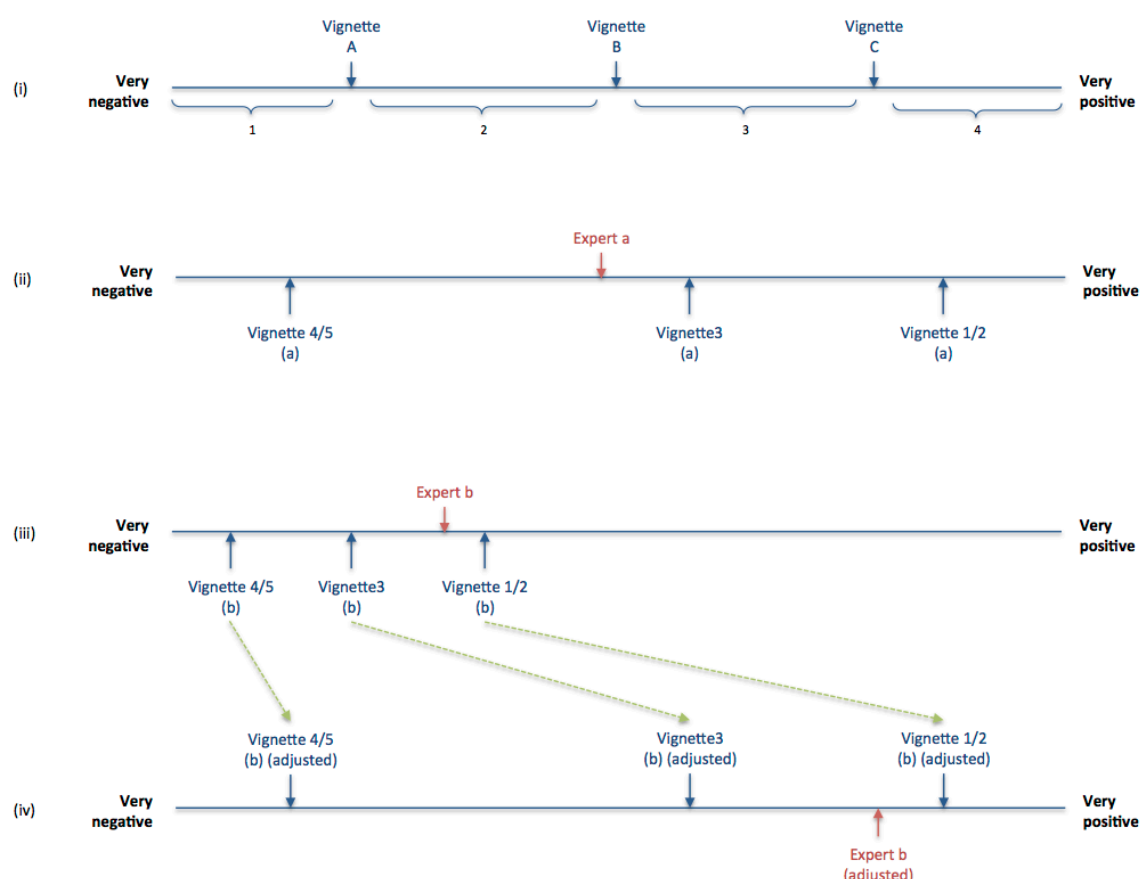 Vignette
A
Vignette
B
Vignette
C
(i)
Very
negative
Very
positive
1
2
3
4
Expert a
(ii)
Very
negative
Very
positive
Vignette 4/5
(a)
Vignette3
(a)
Vignette 1/2
(a)
Expert b
(iii)
Very
negative
Very
positive
Vignette 4/5
(b)
Vignette3
(b)
Vignette 1/2
(b)
Vignette 4/5
(b) (adjusted)
Vignette3
(b) (adjusted)
Vignette 1/2
(b) (adjusted)
(iv)
Very
negative
Very
positive
Expert b
(adjusted)